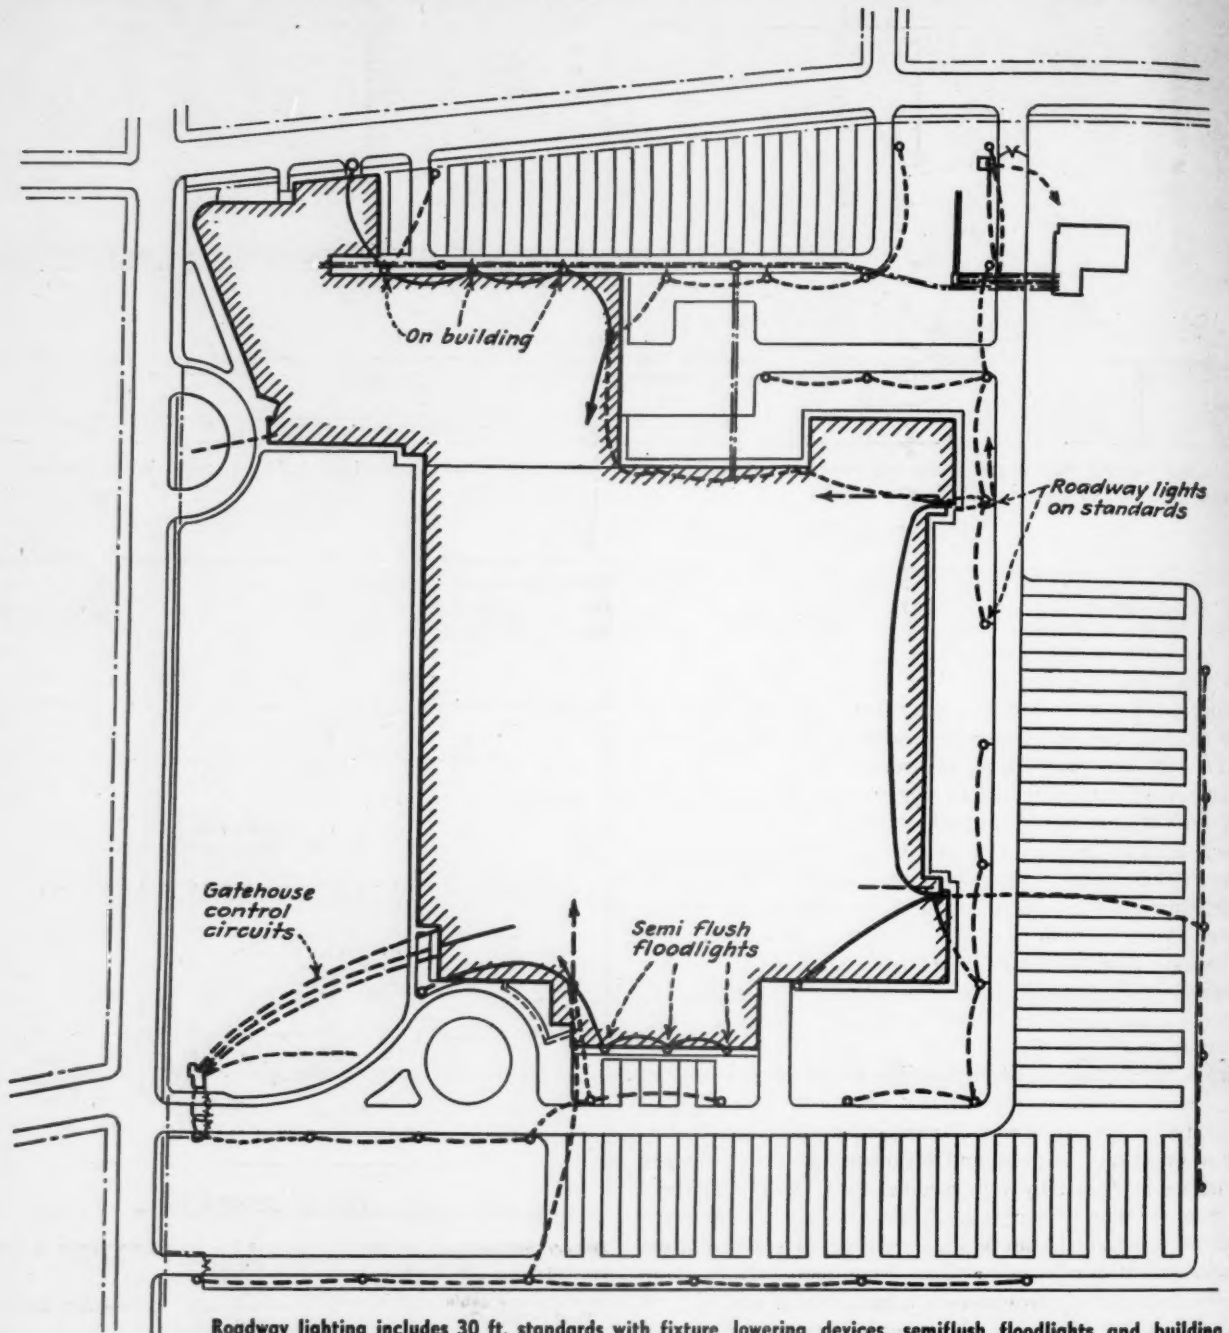 On building
Roadway lights
on standards
Gatehouse
control
circuits
Semi flush
floodlights
Roadway lighting includes 30 ft. standards with fixture lowering devices, semiflush floodlights and building